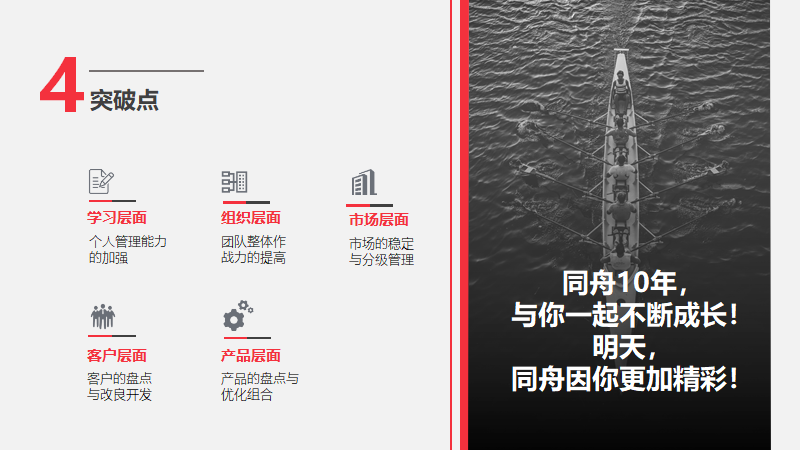 4
突破点
学习层面
个人管理能力
的加强
组织层面
团队整体作
战力的提高
市场层面
市场的稳定
与分级管理
客户层面
客户的盘点
与改良开发
产品层面
产品的盘点与
优化组合
同舟10年，
与你一起不断成长！
明天，
同舟因你更加精彩！